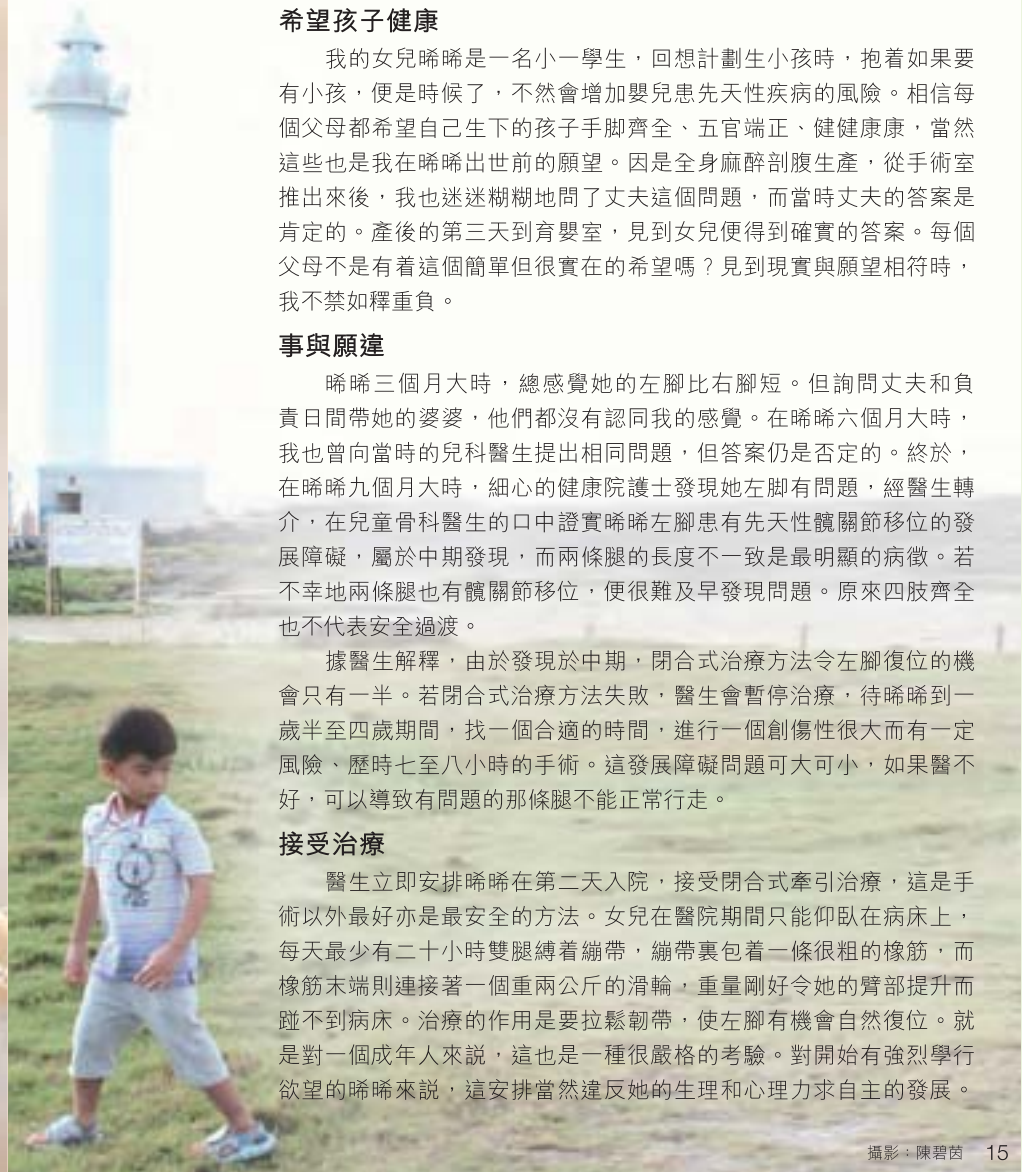 希望孩子健康
我的女兒晞晞是一名小一學生，回想計劃生小孩時，抱着如果要
有小孩，便是時候了，不然會增加嬰兒患先天性疾病的風險。相信每
個父母都希望自己生下的孩子手脚齊全、五官端正、健健康康，當然
這些也是我在晞晞出世前的願望。因是全身麻醉剖腹生產，從手術室
推出來後，我也迷迷糊糊地問了丈夫這個問題，而當時丈夫的答案是
肯定的。產後的第三天到育嬰室，見到女兒便得到確實的答案。每個
父母不是有着這個簡單但很實在的希望嗎？見到現實與願望相符時，
我不禁如釋重負。
事與願違
晞晞三個月大時，總感覺她的左腳比右腳短。但詢問丈夫和負
責日間帶她的婆婆，他們都沒有認同我的感覺。在晞晞六個月大時，
我也曾向當時的兒科醫生提出相同問題，但答案仍是否定的。終於，
在晞晞九個月大時，細心的健康院護士發現她左脚有問題，經醫生轉
介，在兒童骨科醫生的口中證實晞晞左腳患有先天性髖關節移位的發
展障礙，屬於中期發現，而兩條腿的長度不一致是最明顯的病徵。若
不幸地兩條腿也有髖關節移位，便很難及早發現問題。原來四肢齊全
也不代表安全過渡。
據醫生解釋，由於發現於中期，閉合式治療方法令左腳復位的機
會只有一半。若閉合式治療方法失敗，醫生會暫停治療，待晞晞到一
歲半至四歲期間，找一個合適的時間，進行一個創傷性很大而有一定
風險、歷時七至八小時的手術。這發展障礙問題可大可小，如果醫不
好，可以導致有問題的那條腿不能正常行走。
接受治療
醫生立即安排晞晞在第二天入院，接受閉合式牽引治療，這是手
術以外最好亦是最安全的方法。女兒在醫院期間只能仰臥在病床上，
每天最少有二十小時雙腿縛着繃帶，繃帶裏包着一條很粗的橡筋，而
橡筋末端則連接著一個重兩公斤的滑輪，重量剛好令她的臂部提升而
踫不到病床。治療的作用是要拉鬆韌帶，使左腳有機會自然復位。就
是對一個成年人來説，這也是一種很嚴格的考驗。對開始有強烈學行
欲望的晞晞來説，這安排當然違反她的生理和心理力求自主的發展。
攝影：陳碧茵 15